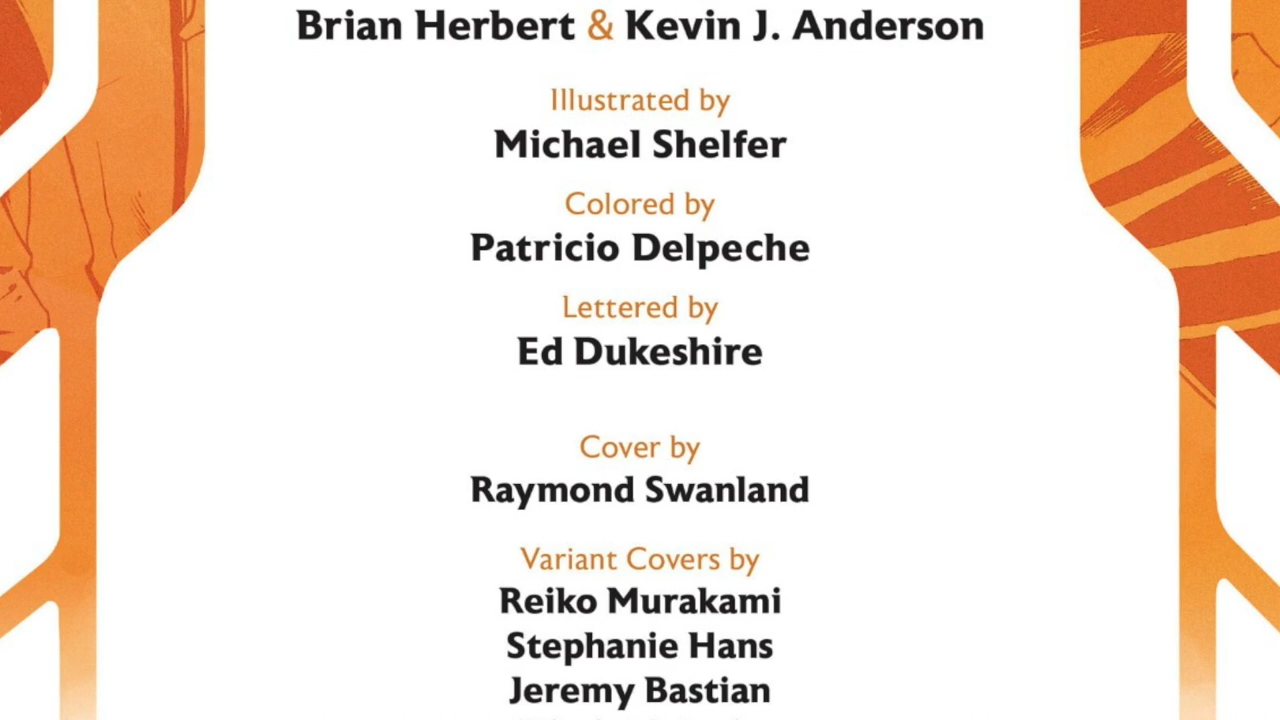 Brian Herbert & Kevin J. Anderson
Illustrated by
Michael Shelfer
Colored by
Patricio Delpeche
Lettered by
Ed Dukeshire
Cover by
Raymond Swanland
Variant Covers by
Reiko Murakami
Stephanie Hans
Jeremy Bastian